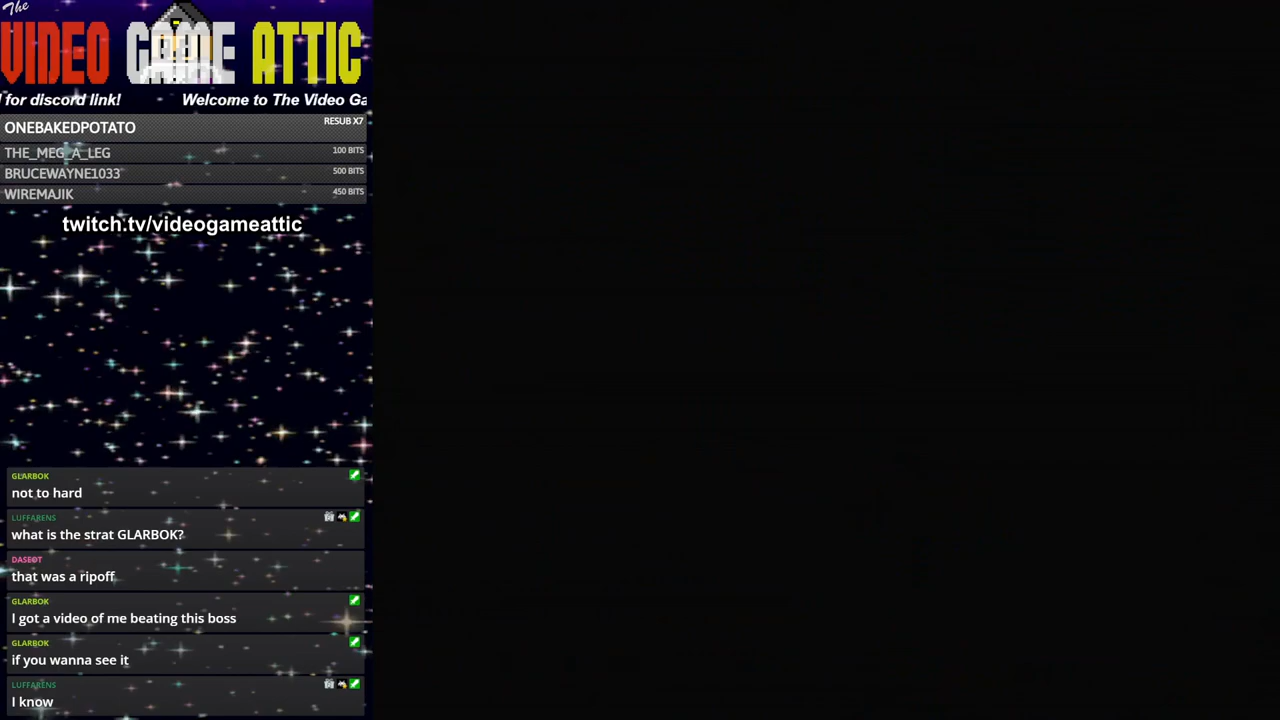 The
VIDEO GAME ATTIC
for discord link! Welcome to The Video Ga
ONEBAKEDPOTATO RESUB X7
THE_MEG_A_LEG 100 BITS
BRUCEWAYNE1033 500 BITS
WIREMAJIK 450 BITS
twitch.tv/videogameattic
GLARBOK
not to hard
LUFFARENS
what is the strat GLARBOK?
DASEOT
that was a ripoff
GLARBOK
I got a video of me beating this boss
GLARBOK
if you wanna see it
LUFFARENS
I know